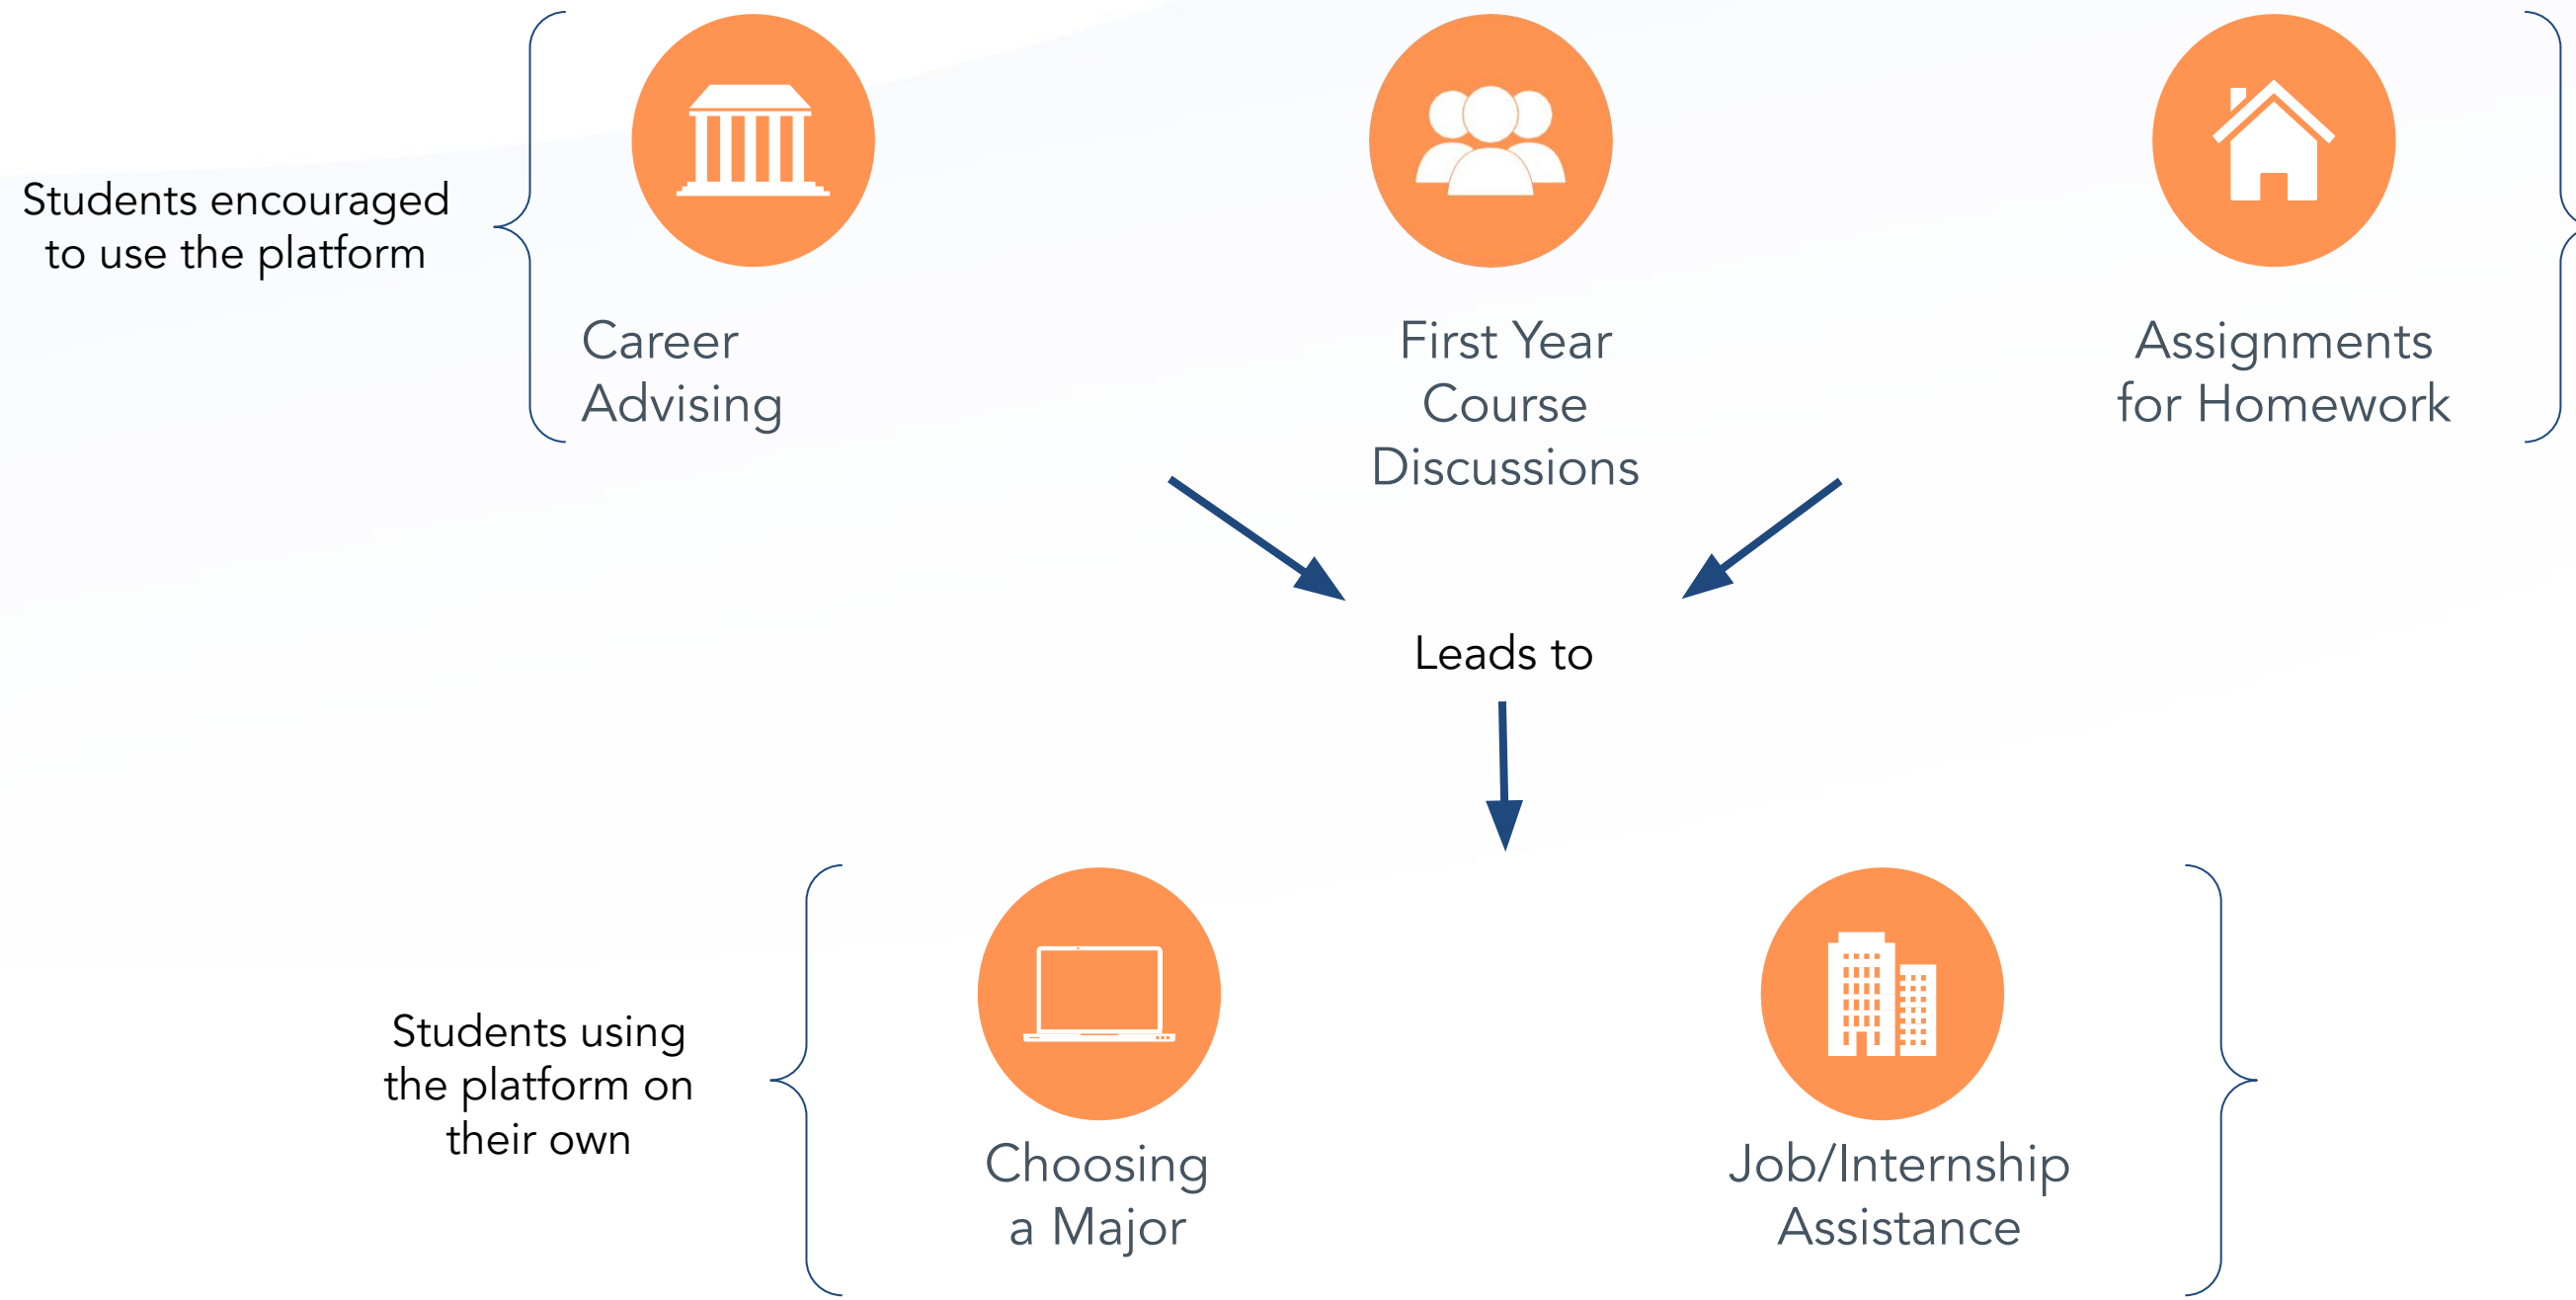 Students encouraged
to use the platform
Career
Advising
First Year
Course
Discussions
Assignments
for Homework
Leads to
Students using
the platform on
their own
Choosing
a Major
Job/Internship
Assistance